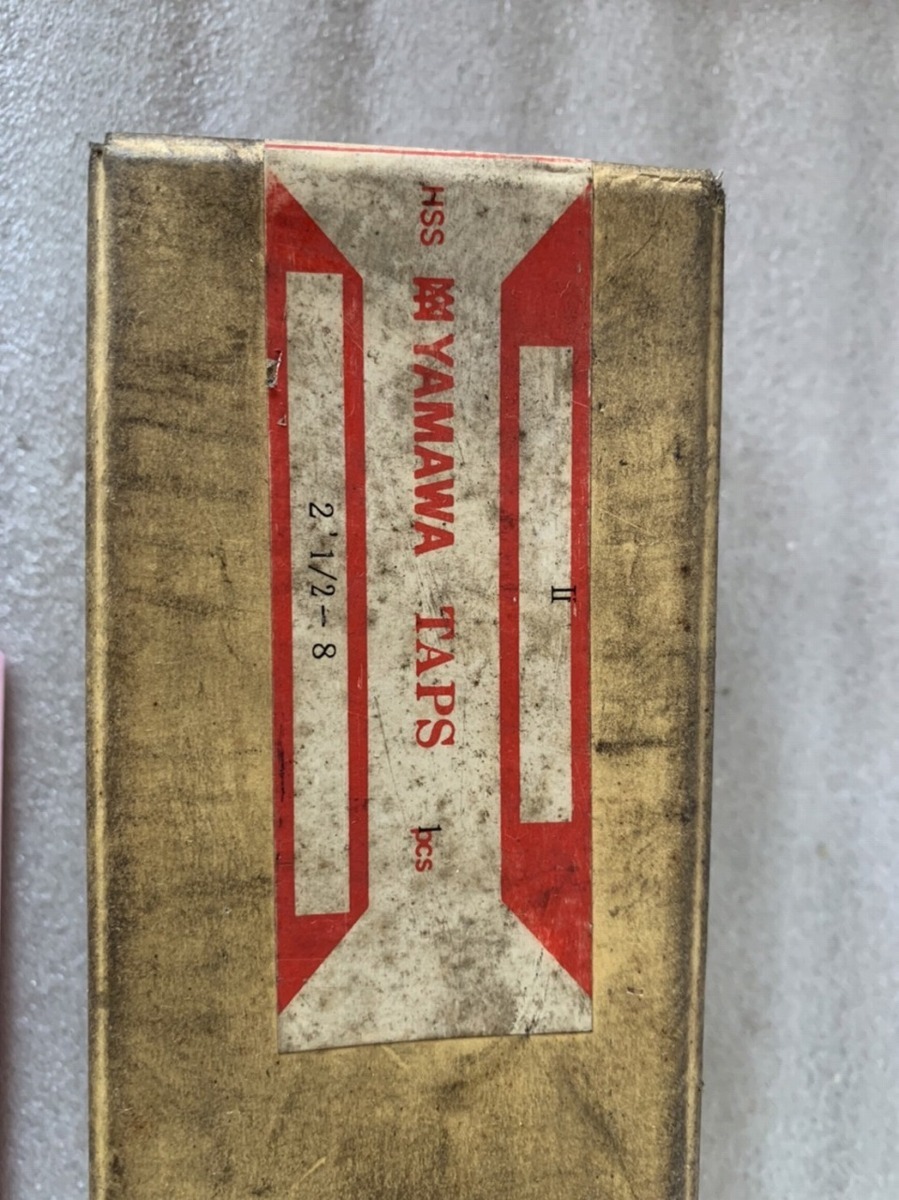 II
HSS YAMAWA TAPS 1pcs
2'1/2-8